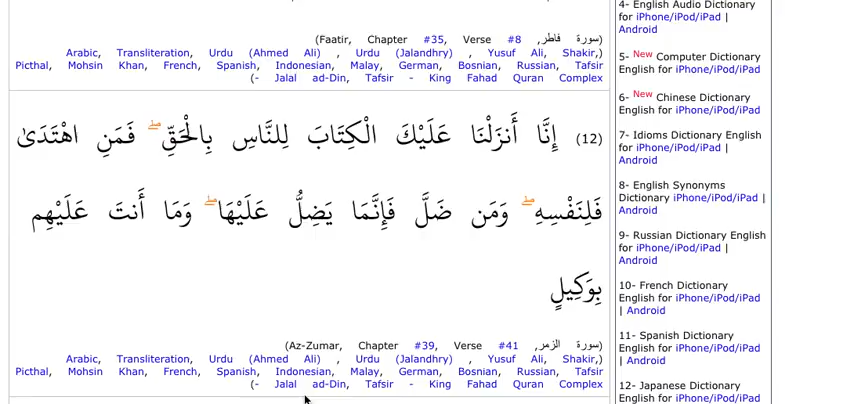 (Faatir, Chapter #35, Verse #8 ,سورة فاطر)
Arabic, Transliteration, Urdu (Ahmed Ali) , Urdu (Jalandhry) , Yusuf Ali, Shakir,)
Picthal, Mohsin Khan, French, Spanish, Indonesian, Malay, German, Bosnian, Russian, Tafsir
(- Jalal ad-Din, Tafsir - King Fahad Quran Complex
(12) إِنَّا أَنزَلْنَا عَلَيْكَ الْكِتَابَ لِلنَّاسِ بِالْحَقِّ ۖ فَمَنِ اهْتَدَىٰ
فَلِنَفْسِهِ ۖ وَمَن ضَلَّ فَإِنَّمَا يَضِلُّ عَلَيْهَا ۖ وَمَا أَنتَ عَلَيْهِم
بِوَكِيلٍ
(Az-Zumar, Chapter #39, Verse #41 ,سورة الزمر)
Arabic, Transliteration, Urdu (Ahmed Ali) , Urdu (Jalandhry) , Yusuf Ali, Shakir,)
Picthal, Mohsin Khan, French, Spanish, Indonesian, Malay, German, Bosnian, Russian, Tafsir
(- Jalal ad-Din, Tafsir - King Fahad Quran Complex
4- English Audio Dictionary
for iPhone/iPod/iPad |
Android
5- New Computer Dictionary
English for iPhone/iPod/iPad
6- New Chinese Dictionary
English for iPhone/iPod/iPad
7- Idioms Dictionary English
for iPhone/iPod/iPad |
Android
8- English Synonyms
Dictionary iPhone/iPod/iPad |
Android
9- Russian Dictionary English
for iPhone/iPod/iPad |
Android
10- French Dictionary
English for iPhone/iPod/iPad
| Android
11- Spanish Dictionary
English for iPhone/iPod/iPad
| Android
12- Japanese Dictionary
English for iPhone/iPod/iPad